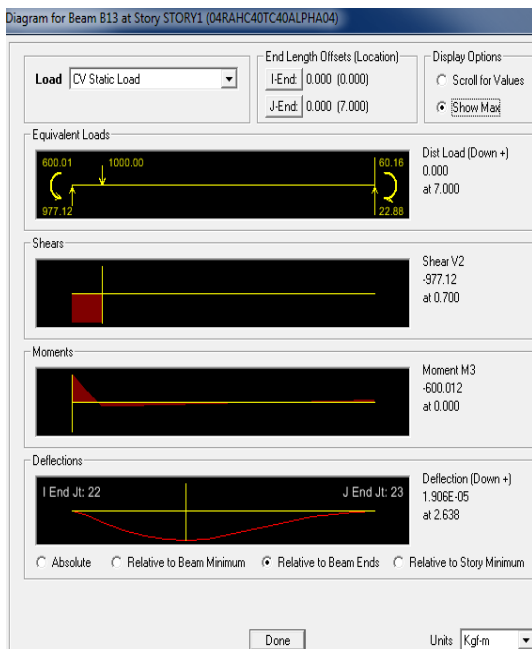 Diagram for Beam B13 at Story STORY1 (04RAHC40TC40ALPHA04)
Load CV Static Load
End Length Offsets (Location)
I-End: 0.000 (0.000)
J-End: 0.000 (7.000)
Display Options
Scroll for Values
Show Max
Equivalent Loads
600.01 1000.00 60.16
977.12 22.88
Dist Load (Down +)
0.000
at 7.000
Shears
Shear V2
-977.12
at 0.700
Moments
Moment M3
-600.012
at 0.000
Deflections
I End Jt: 22 J End Jt: 23
Deflection (Down +)
1.906E-05
at 2.638
Absolute Relative to Beam Minimum Relative to Beam Ends Relative to Story Minimum
Done Units Kgf-m